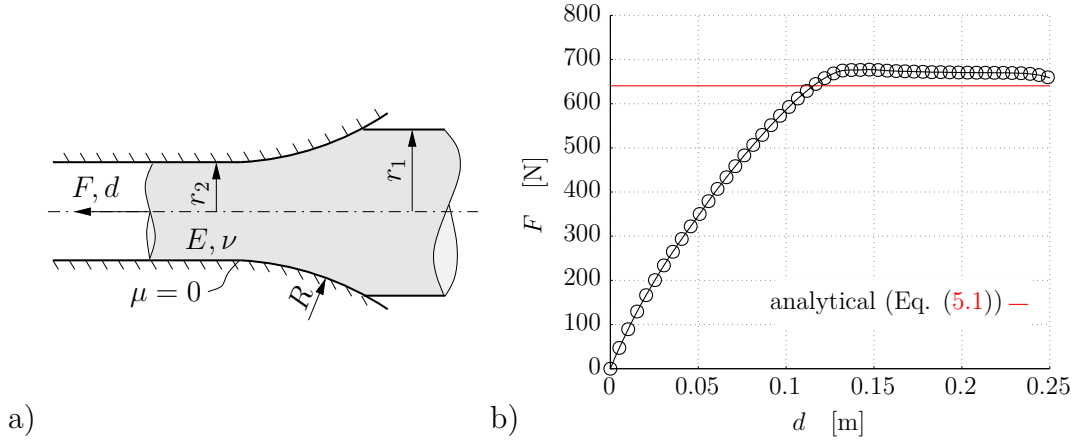 F, d
r₂
r₁
E, ν
μ = 0
R
a)
800
700
600
500
400
300
200
100
0
F [N]
analytical (Eq. (5.1))
0
0.05
0.1
0.15
0.2
0.25
d [m]
b)